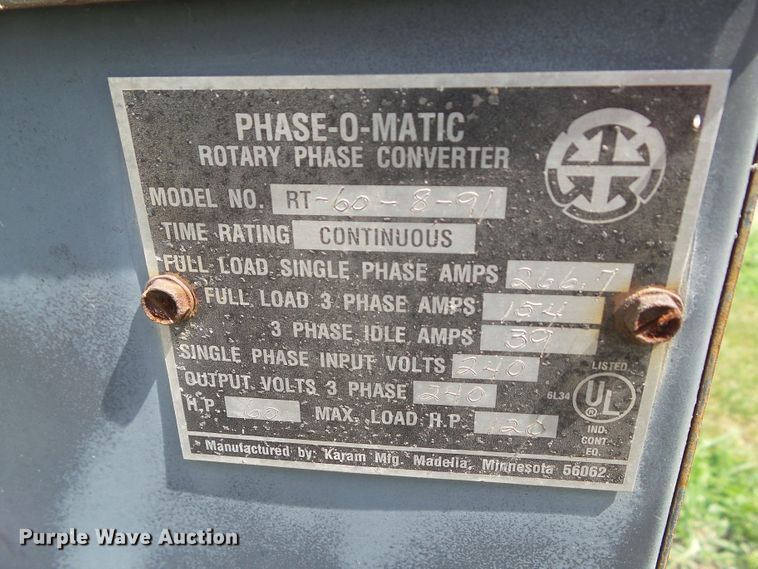 PHASE-O-MATIC
ROTARY PHASE CONVERTER
MODEL NO. RT-60-8-91
TIME RATING CONTINUOUS
FULL LOAD SINGLE PHASE AMPS 266.7
FULL LOAD 3 PHASE AMPS 154
3 PHASE IDLE AMPS 39
SINGLE PHASE INPUT VOLTS 240
OUTPUT VOLTS 3 PHASE 240
H.P. 60 MAX. LOAD H.P. 20
LISTED
6L34 UL ®
IND.
CONT.
EQ.
Manufactured by: Karam Mfg. Madelia, Minnesota 56062
Purple Wave Auction